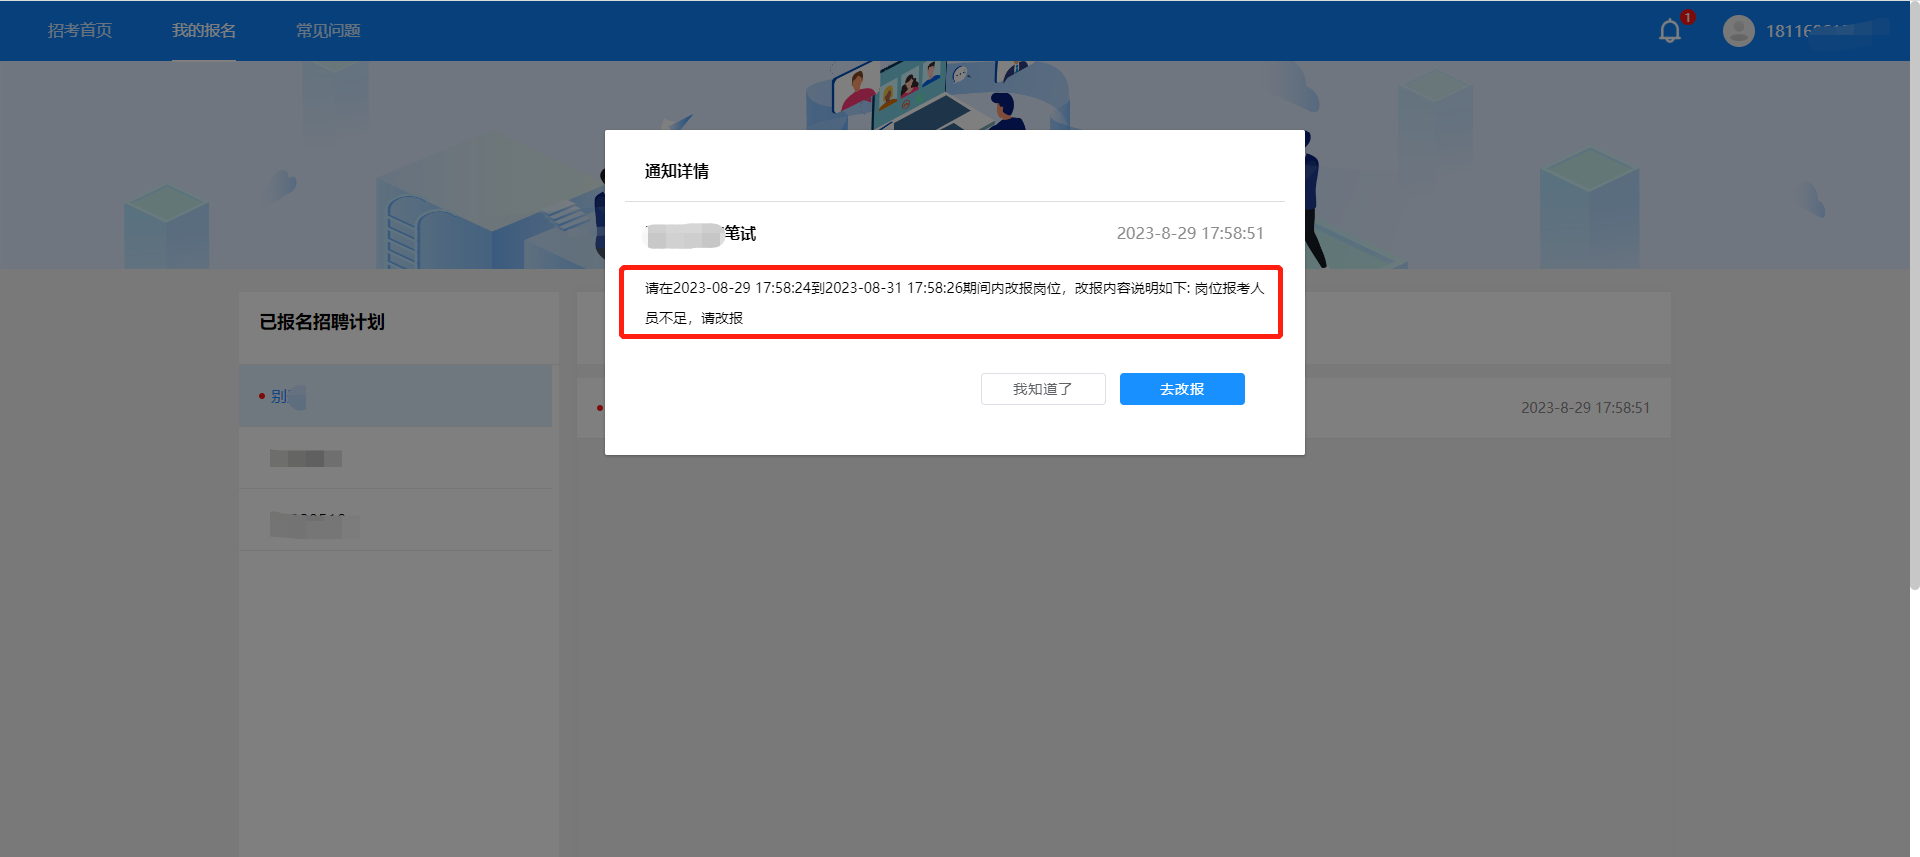 招考首页
我的报名
常见问题
1
18116
通知详情
笔试
2023-8-29 17:58:51
请在2023-08-29 17:58:24到2023-08-31 17:58:26期间内改报岗位，改报内容说明如下: 岗位报考人
员不足，请改报
我知道了
去改报
已报名招聘计划
别
2023-8-29 17:58:51